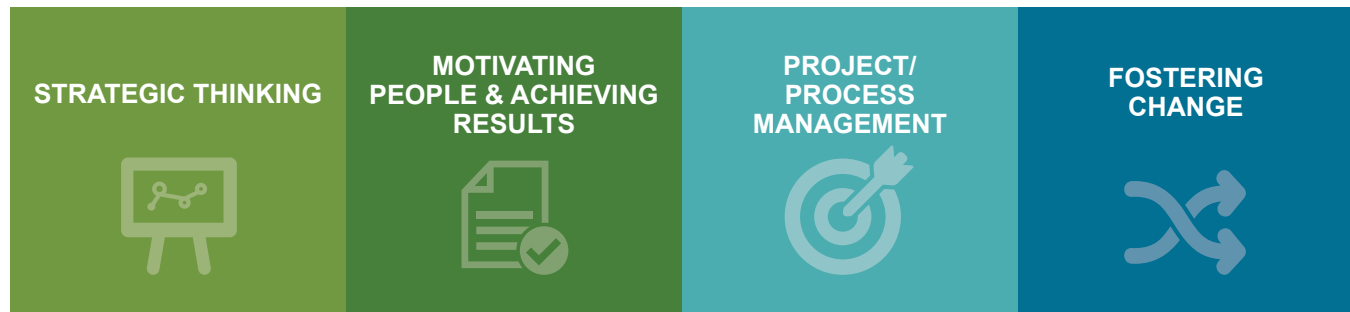 STRATEGIC THINKING
MOTIVATING
PEOPLE & ACHIEVING
RESULTS
PROJECT/
PROCESS
MANAGEMENT
FOSTERING
CHANGE